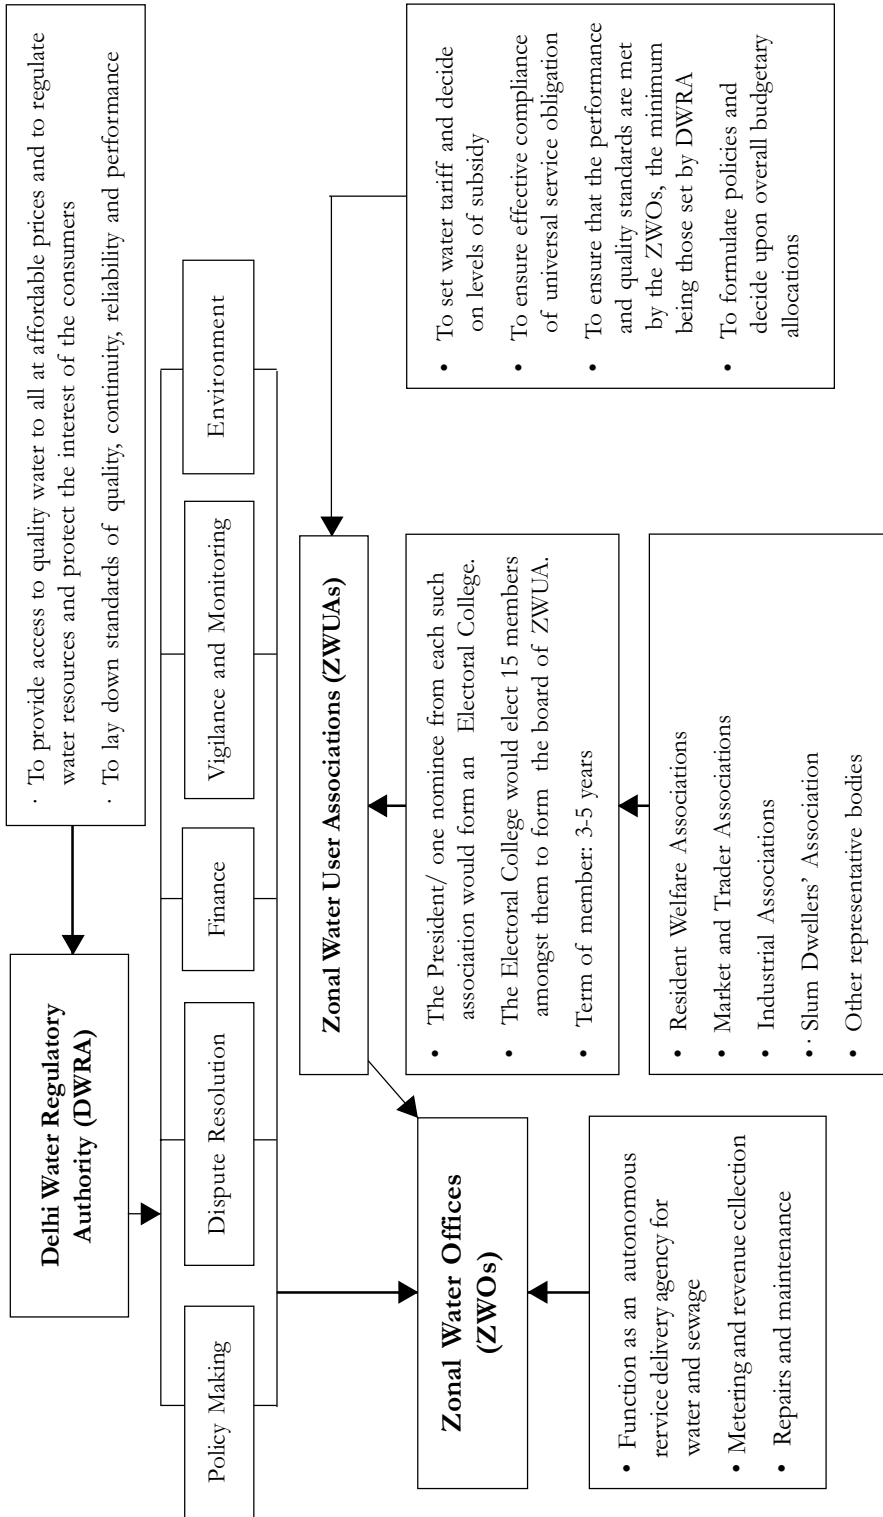 Delhi Water Regulatory
Authority (DWRA)
· To provide access to quality water to all at affordable prices and to regulate
water resources and protect the interest of the consumers
· To lay down standards of quality, continuity, reliability and performance
Policy Making
Dispute Resolution
Finance
Vigilance and Monitoring
Environment
Zonal Water User Associations (ZWUAs)
Zonal Water Offices
(ZWOs)
• The President/ one nominee from each such
association would form an Electoral College.
• The Electoral College would elect 15 members
amongst them to form the board of ZWUA.
• Term of member: 3-5 years
• To set water tariff and decide
on levels of subsidy
• To ensure effective compliance
of universal service obligation
• To ensure that the performance
and quality standards are met
by the ZWOs, the minimum
being those set by DWRA
• To formulate policies and
decide upon overall budgetary
allocations
• Function as an autonomous
rervice delivery agency for
water and sewage
• Metering and revenue ccllection
• Repairs and maintenance
• Resident Welfare Associations
• Market and Trader Associations
• Industrial Associations
•· Slum Dwellers' Association
• Other representative bodies